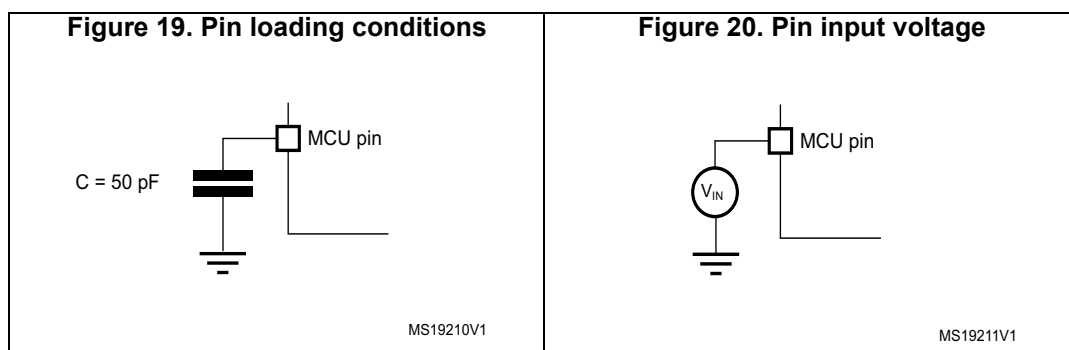 Figure 19. Pin loading conditions
MCU pin
C = 50 pF
MS19210V1
Figure 20. Pin input voltage
MCU pin
VIN
MS19211V1